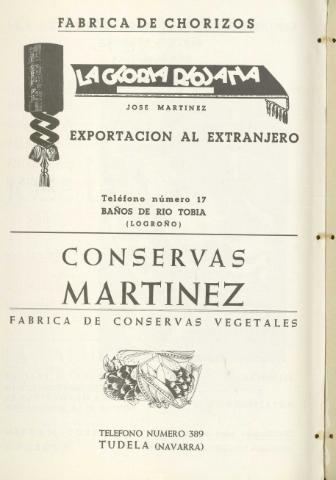 FABRICA DE CHORIZOS
LA GLORIA RIOJANA
JOSE MARTINEZ
EXPORTACION AL EXTRANJERO
Teléfono número 17
BAÑOS DE RIO TOBIA
(LOGROÑO)
CONSERVAS
MARTINEZ
FABRICA DE CONSERVAS VEGETALES
TELEFONO NUMERO 389
TUDELA (NAVARRA)